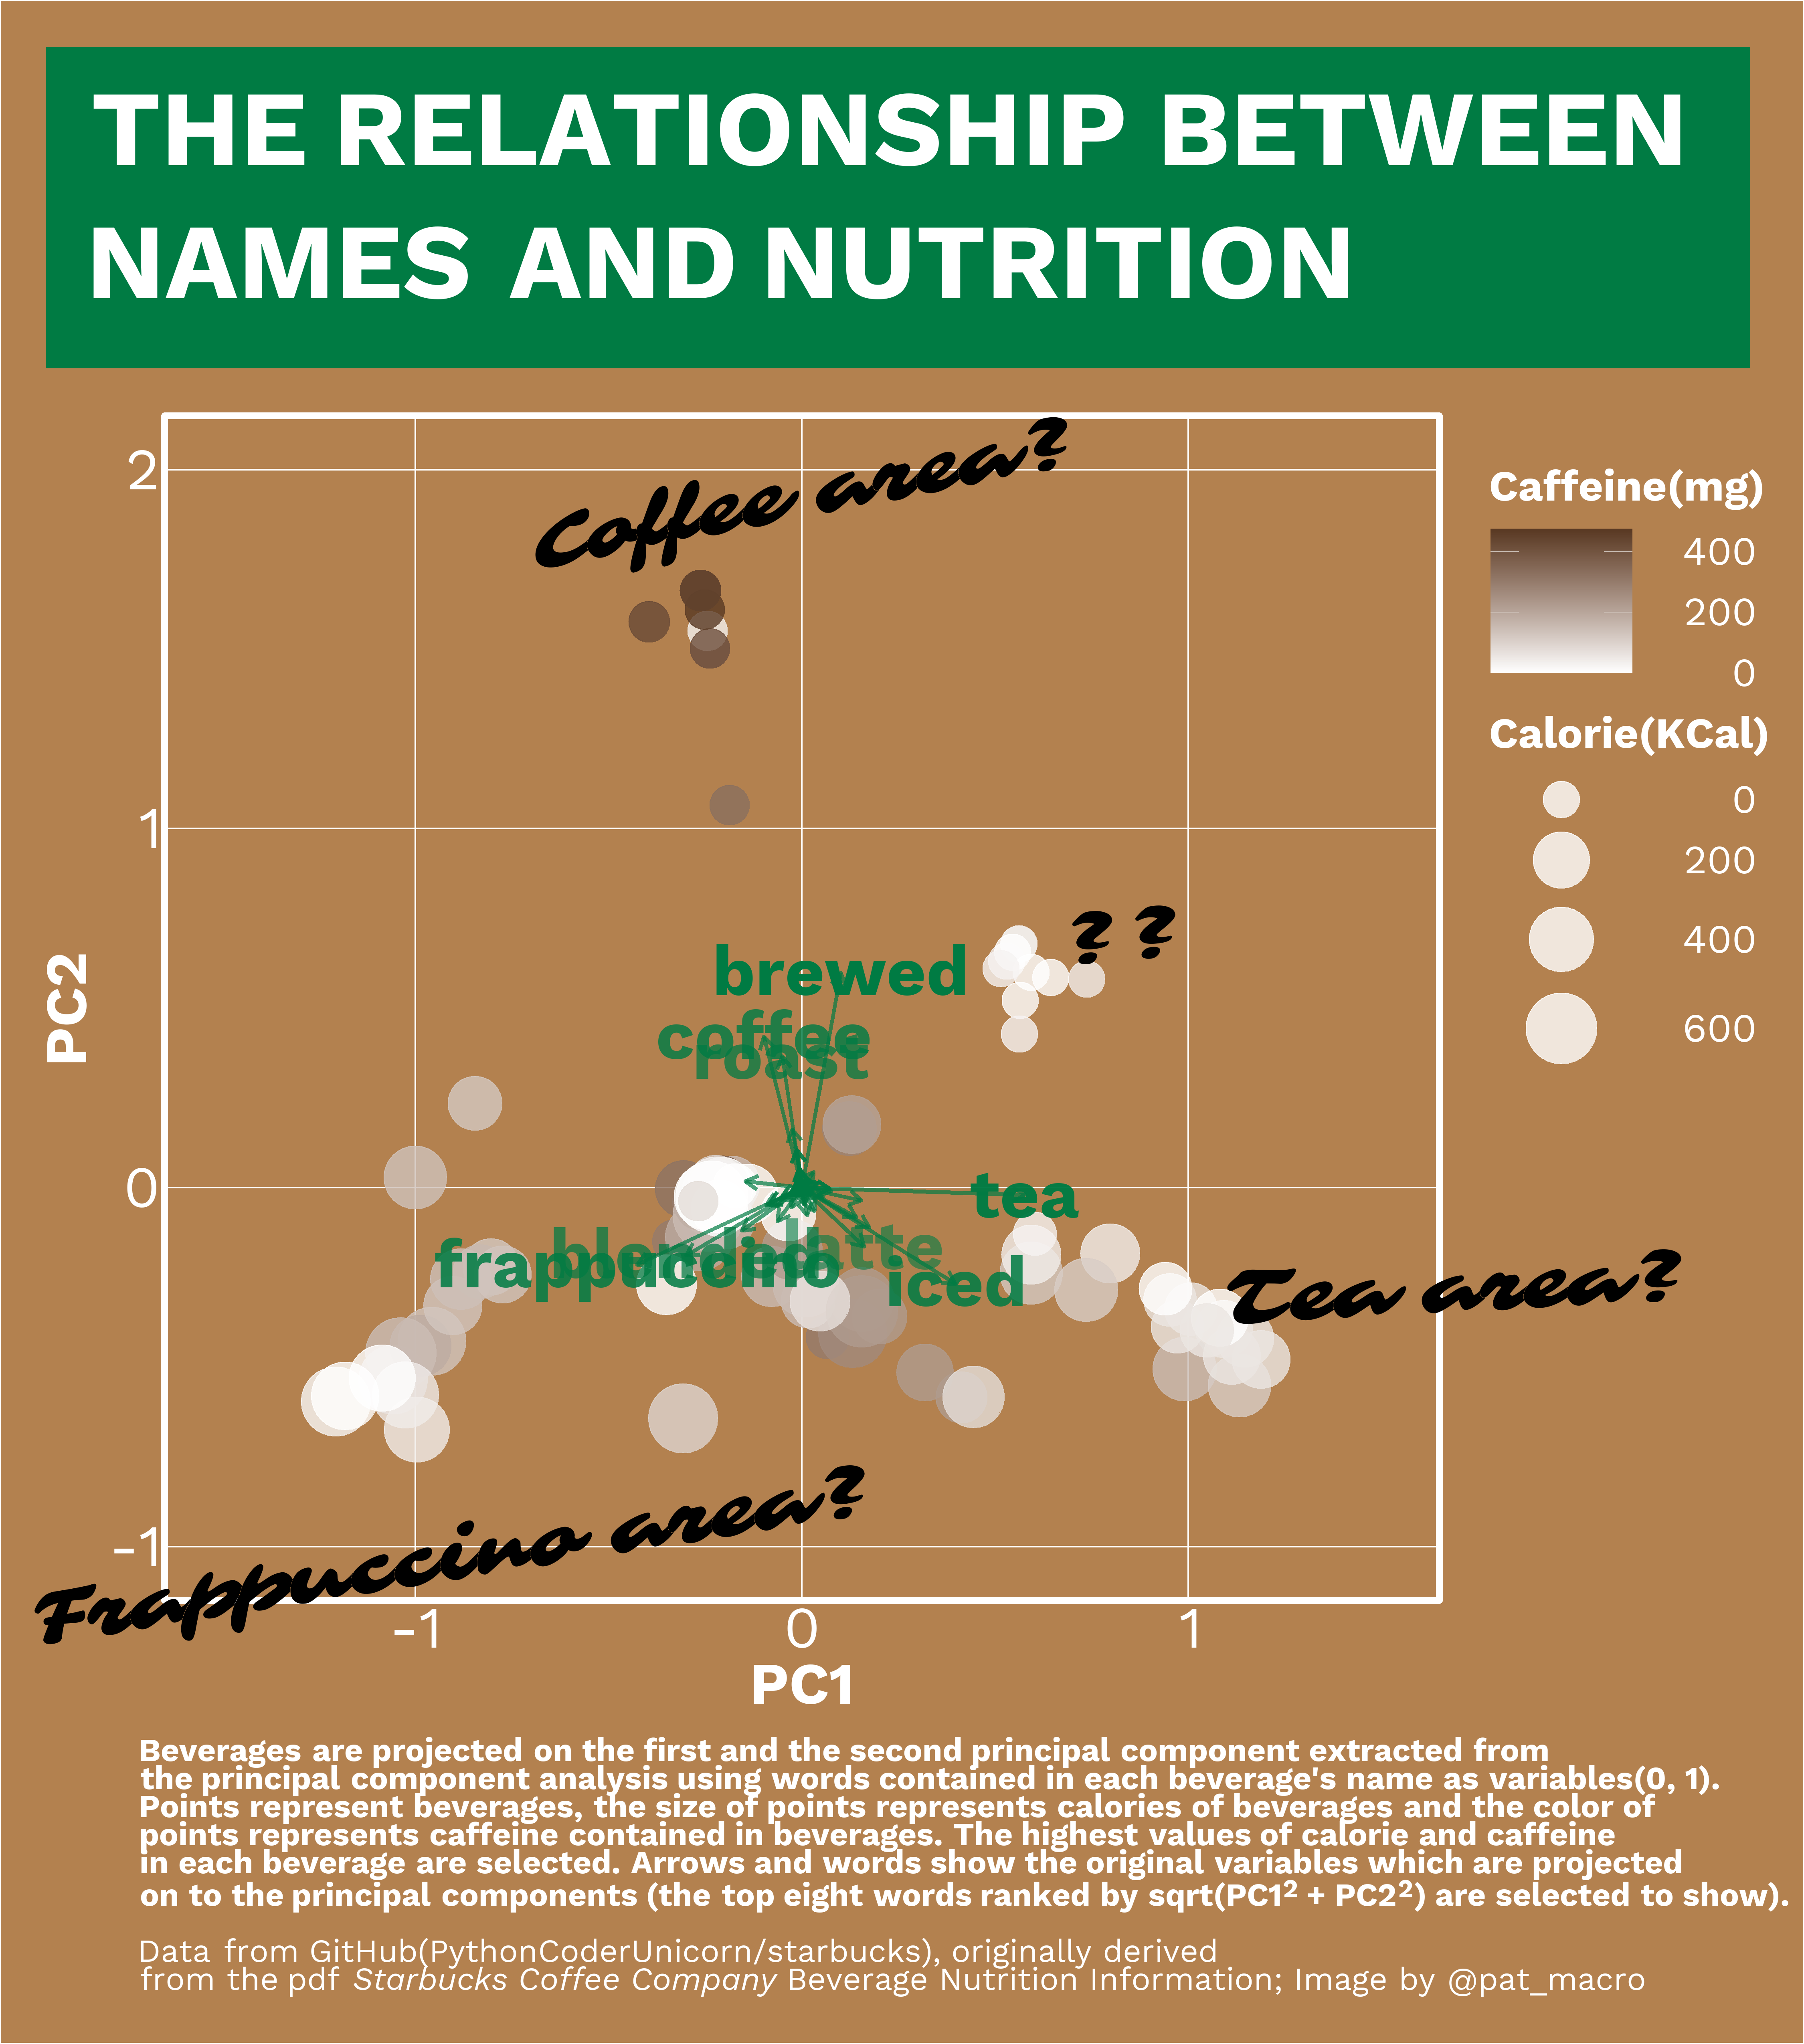 THE RELATIONSHIP BETWEEN
NAMES AND NUTRITION
Coffee area?
2
1
0
-1
PC2
? ?
brewed
coffee
roast
tea
blended
latte
frappuccino
iced
Tea area?
Frappuccino area?
-1
0
1
PC1
Caffeine(mg)
400
200
0
Calorie(KCal)
0
200
400
600
Beverages are projected on the first and the second principal component extracted from
the principal component analysis using words contained in each beverage's name as variables(0, 1).
Points represent beverages, the size of points represents calories of beverages and the color of
points represents caffeine contained in beverages. The highest values of calorie and caffeine
in each beverage are selected. Arrows and words show the original variables which are projected
on to the principal components (the top eight words ranked by sqrt(PC1² + PC2²) are selected to show).
Data from GitHub(PythonCoderUnicorn/starbucks), originally derived
from the pdf Starbucks Coffee Company Beverage Nutrition Information; Image by @pat_macro